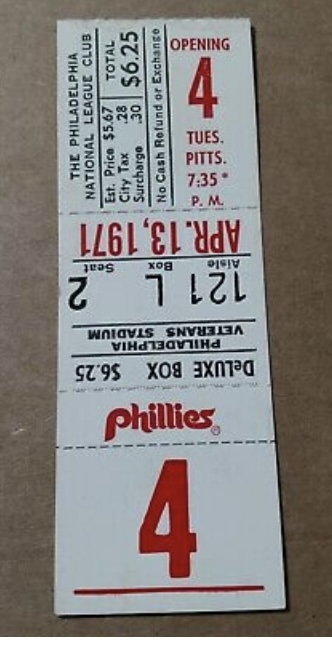 THE PHILADELPHIA
NATIONAL LEAGUE CLUB
Est. Price $5.67
City Tax .28
Surcharge .30
TOTAL
$6.25
No Cash Refund or Exchange
OPENING
4
TUES.
PITTS.
7:35
P. M.
DeLUXE BOX $6.25
VETERANS STADIUM
PHILADELPHIA
121 L 2
Aisle Box Seat
APR. 13, 1971
Phillies ®
4